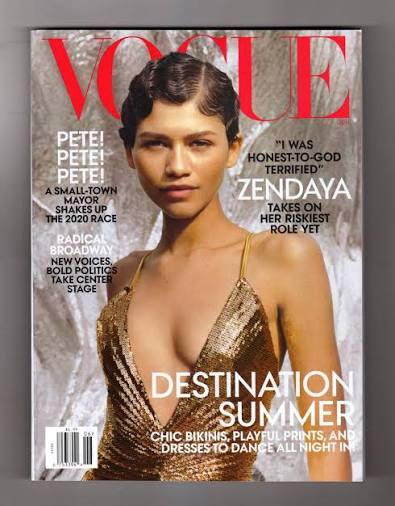 VOGUE
JUN
PETE!
PETE!
PETE!
A SMALL-TOWN
MAYOR
SHAKES UP
THE 2020 RACE
RADICAL
BROADWAY
NEW VOICES,
BOLD POLITICS
TAKE CENTER
STAGE
"I WAS
HONEST-TO-GOD
TERRIFIED"
ZENDAYA
TAKES ON
HER RISKIEST
ROLE YET
DESTINATION
SUMMER
CHIC BIKINIS, PLAYFUL PRINTS, AND
DRESSES TO DANCE ALL NIGHT IN!
06>